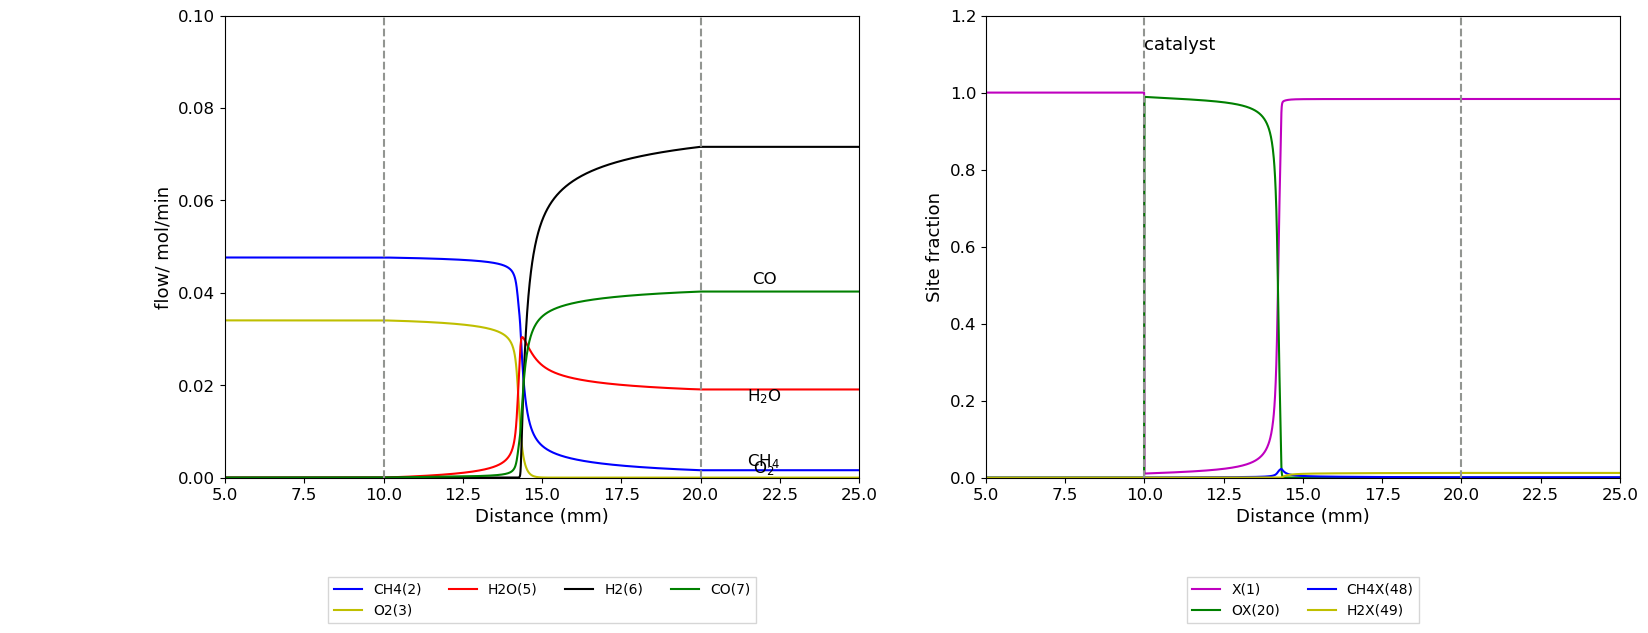 0.10
0.08
0.06
0.04
0.02
0.00
flow/ mol/min
CO
H₂O
CH₄
O₂
5.0 7.5 10.0 12.5 15.0 17.5 20.0 22.5 25.0
Distance (mm)
CH4(2) H2O(5) H2(6) CO(7)
O2(3)
1.2
1.0
0.8
0.6
0.4
0.2
0.0
Site fraction
catalyst
5.0 7.5 10.0 12.5 15.0 17.5 20.0 22.5 25.0
Distance (mm)
X(1) CH4X(48)
OX(20) H2X(49)